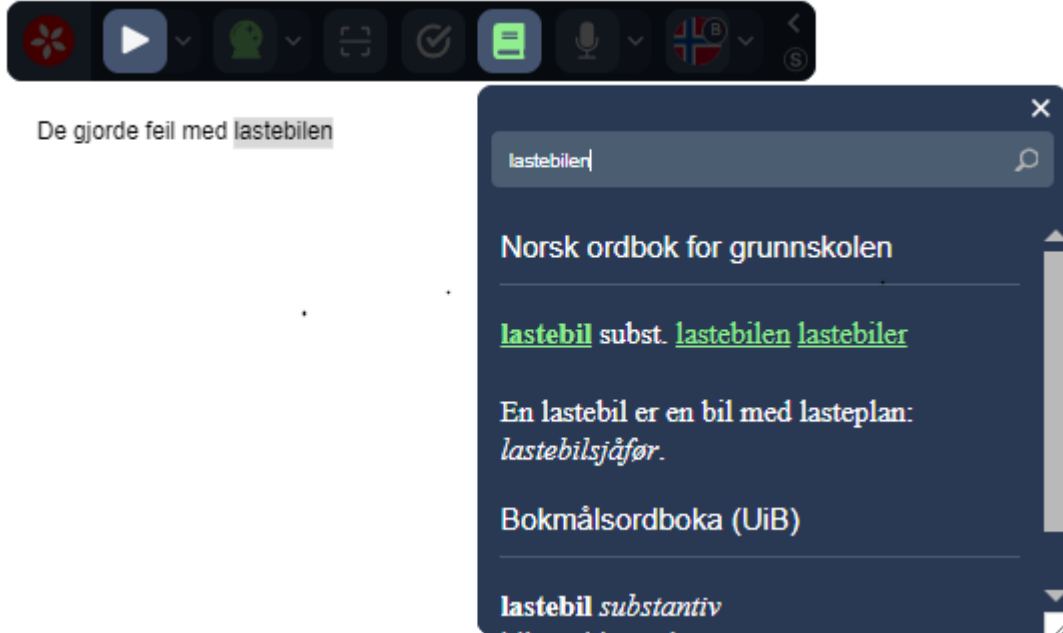 B
S
De gjorde feil med lastebilen
lastebilen
Norsk ordbok for grunnskolen
lastebil subst. lastebilen lastebiler
En lastebil er en bil med lasteplan:
lastebilsjåfør.
Bokmålsordboka (UiB)
lastebil substantiv